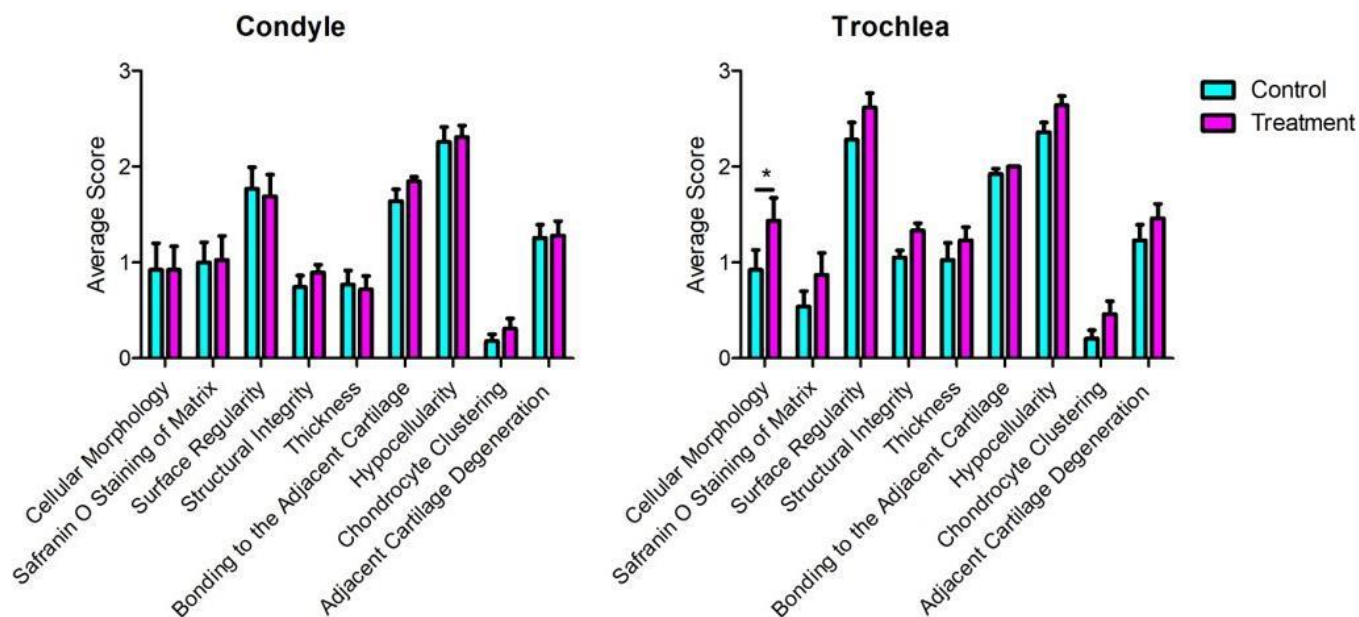 Condyle
3
2
1
0
Average Score
Cellular Morphology
Safranin O Staining of Matrix
Surface Regularity
Structural Integrity
Thickness
Bonding to the Adjacent Cartilage
Hypocellularity
Chondrocyte Clustering
Adjacent Cartilage Degeneration
Trochlea
3
2
1
0
Average Score
*
Cellular Morphology
Safranin O Staining of Matrix
Surface Regularity
Structural Integrity
Thickness
Bonding to the Adjacent Cartilage
Hypocellularity
Chondrocyte Clustering
Adjacent Cartilage Degeneration
Control
Treatment